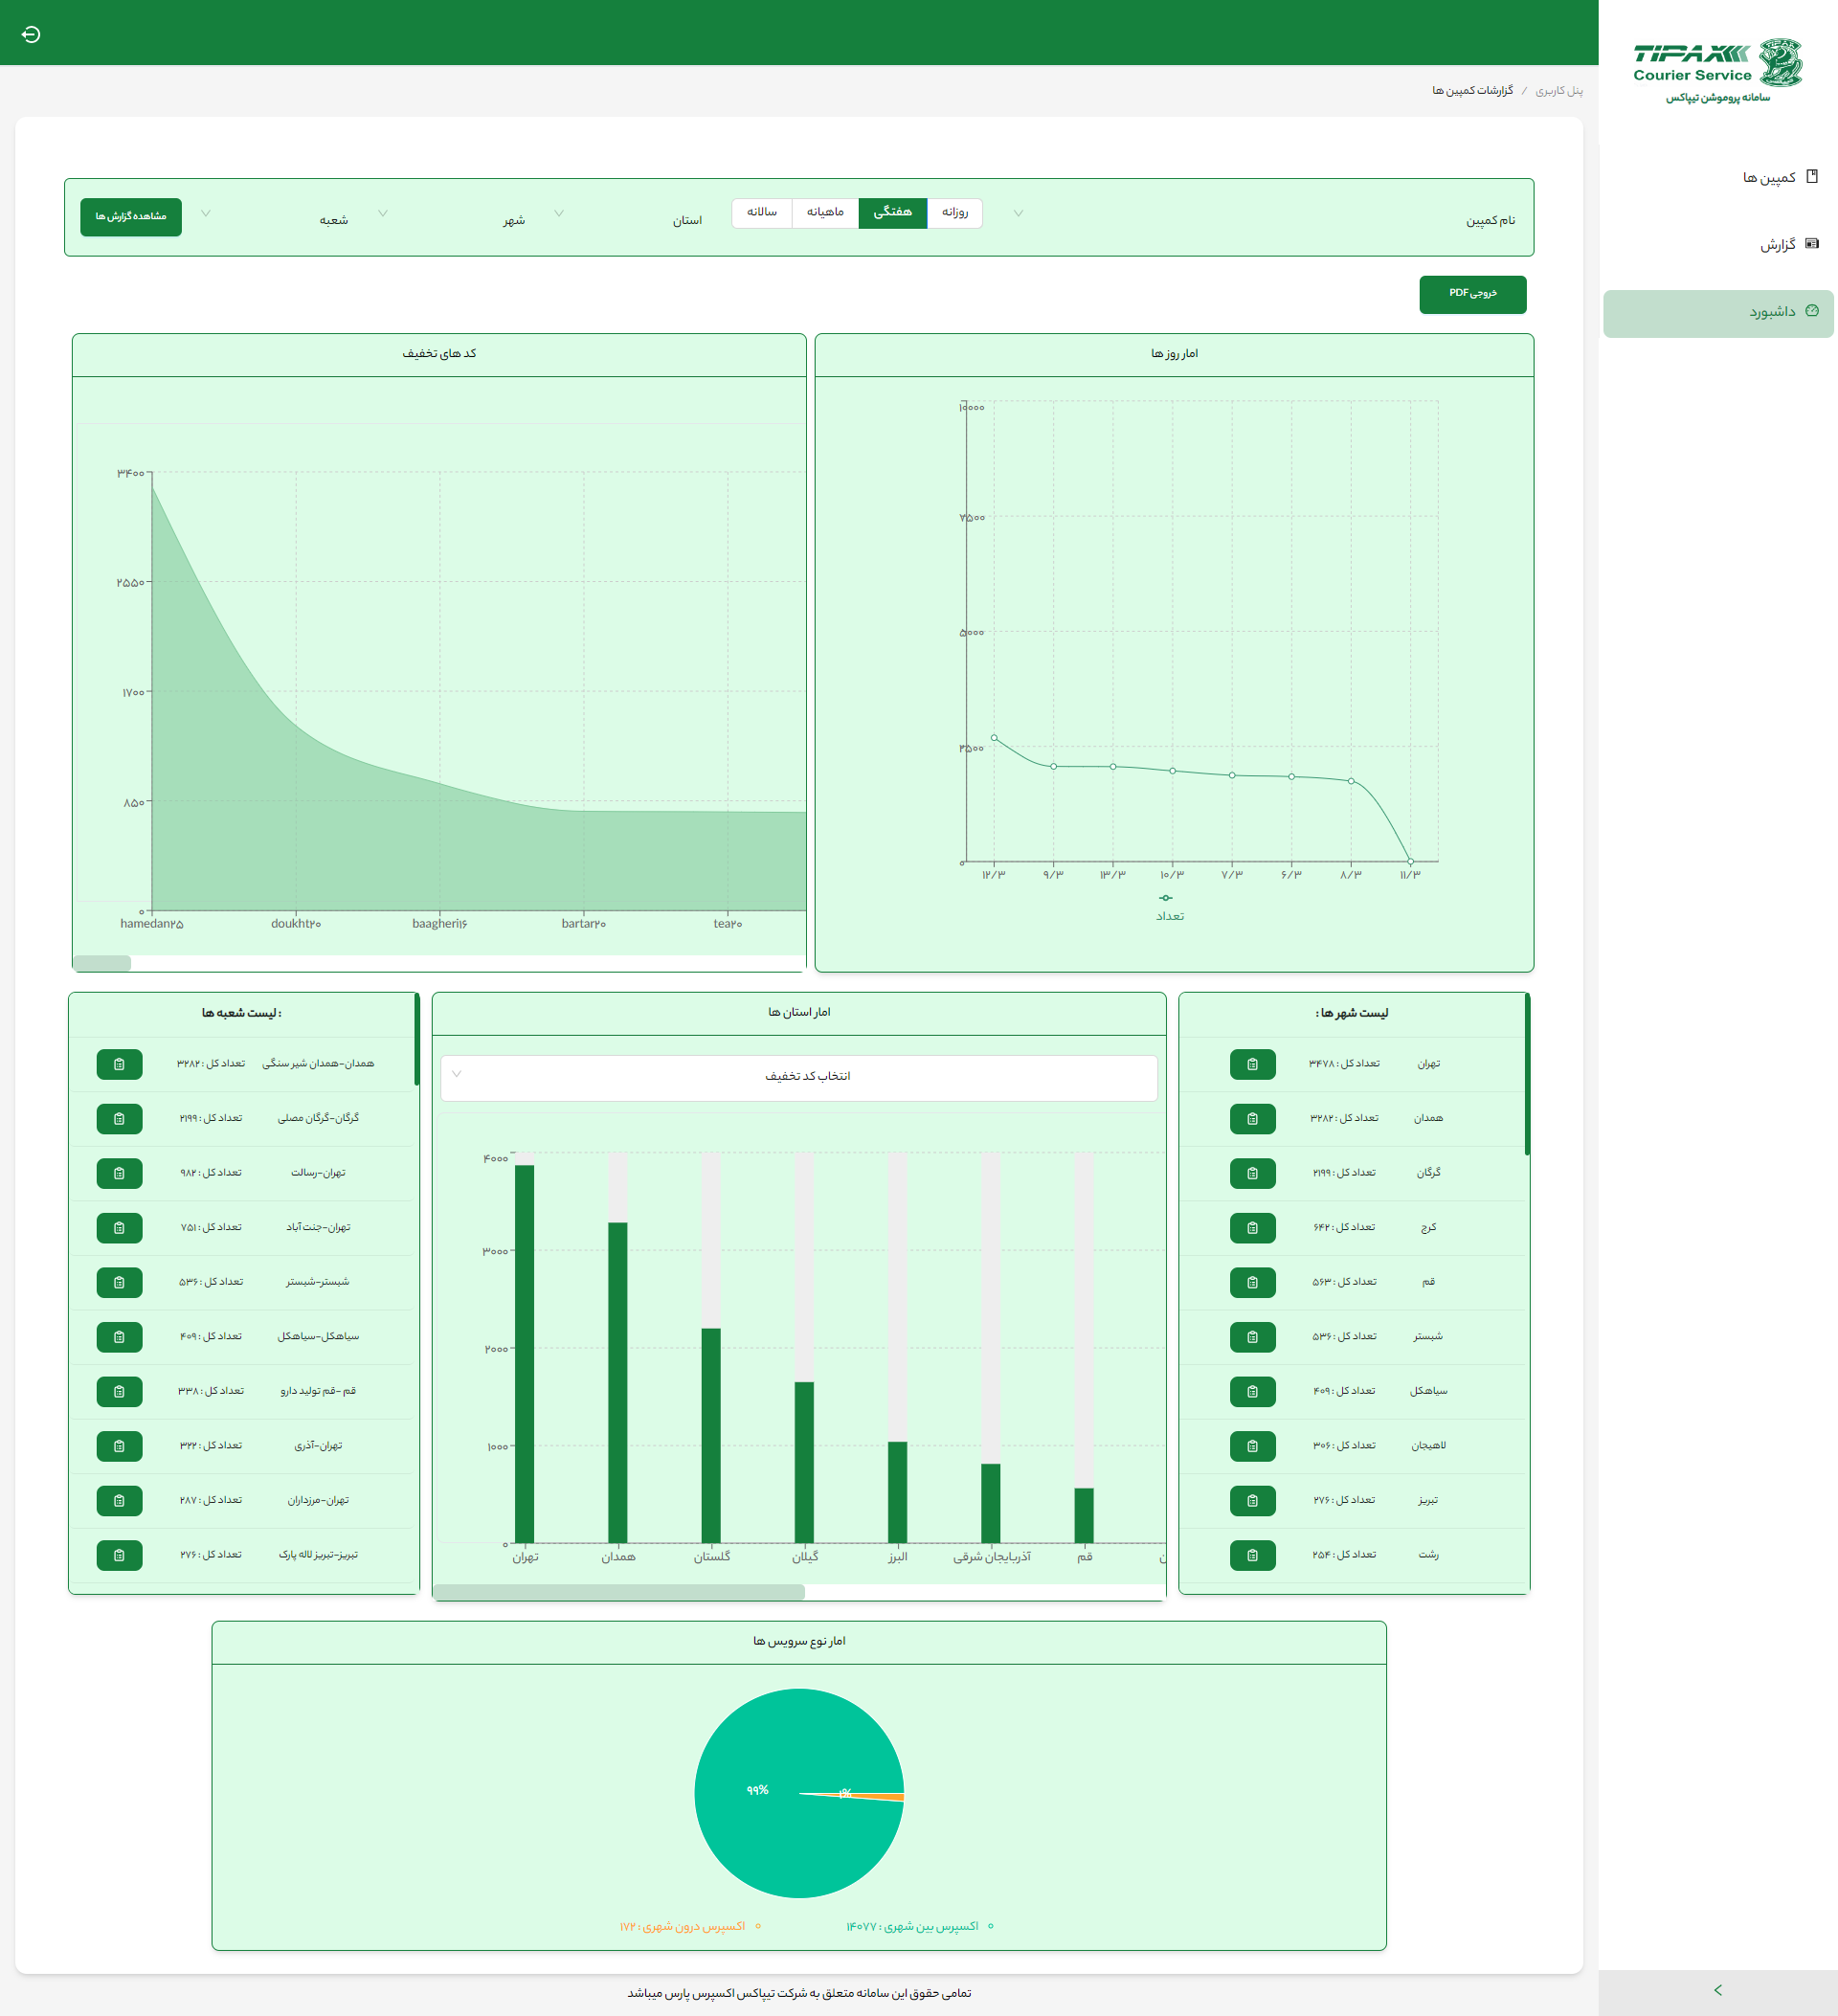 TIPAX
Courier Service
سامانه پروموشن تیپاکس
کمپین ها
گزارش
داشبورد
پنل کاربری / گزارشات کمپین ها
نام کمپین
روزانه هفتگی ماهیانه سالانه
استان
شهر
شعبه
مشاهده گزارش ها
خروجی PDF
امار روز ها
۱۰۰۰۰
۷۵۰۰
۵۰۰۰
۲۵۰۰
۰
۱۲/۳ ۹/۳ ۱۳/۳ ۱۰/۳ ۷/۳ ۶/۳ ۸/۳ ۱۱/۳
تعداد
کد های تخفیف
۳۴۰۰
۲۵۵۰
۱۷۰۰
۸۵۰
۰
hamedan۲۵ doukht۲۰ baagheri۱۶ bartar۲۰ tea۲۰
لیست شهر ها :
تهران تعداد کل : ۳۴۷۸
همدان تعداد کل : ۳۲۸۲
گرگان تعداد کل : ۲۱۹۹
کرج تعداد کل : ۶۴۲
قم تعداد کل : ۵۶۳
شبستر تعداد کل : ۵۳۶
سیاهکل تعداد کل : ۴۰۹
لاهیجان تعداد کل : ۳۰۶
تبریز تعداد کل : ۲۷۶
رشت تعداد کل : ۲۵۴
امار استان ها
انتخاب کد تخفیف
۴۰۰۰
۳۰۰۰
۲۰۰۰
۱۰۰۰
۰
تهران همدان گلستان گیلان البرز آذربایجان شرقی قم
: لیست شعبه ها
همدان-همدان شیر سنگی تعداد کل : ۳۲۸۲
گرگان-گرگان مصلی تعداد کل : ۲۱۹۹
تهران-رسالت تعداد کل : ۹۸۲
تهران-جنت آباد تعداد کل : ۷۵۱
شبستر-شبستر تعداد کل : ۵۳۶
سیاهکل-سیاهکل تعداد کل : ۴۰۹
قم -قم تولید دارو تعداد کل : ۳۳۸
تهران-آذری تعداد کل : ۳۲۲
تهران-مرزداران تعداد کل : ۲۸۷
تبریز-تبریز لاله پارک تعداد کل : ۲۷۶
امار نوع سرویس ها
۹۹%
۱%
اکسپرس بین شهری : ۱۴۰۷۷
اکسپرس درون شهری : ۱۷۲
تمامی حقوق این سامانه متعلق به شرکت تیپاکس اکسپرس پارس میباشد